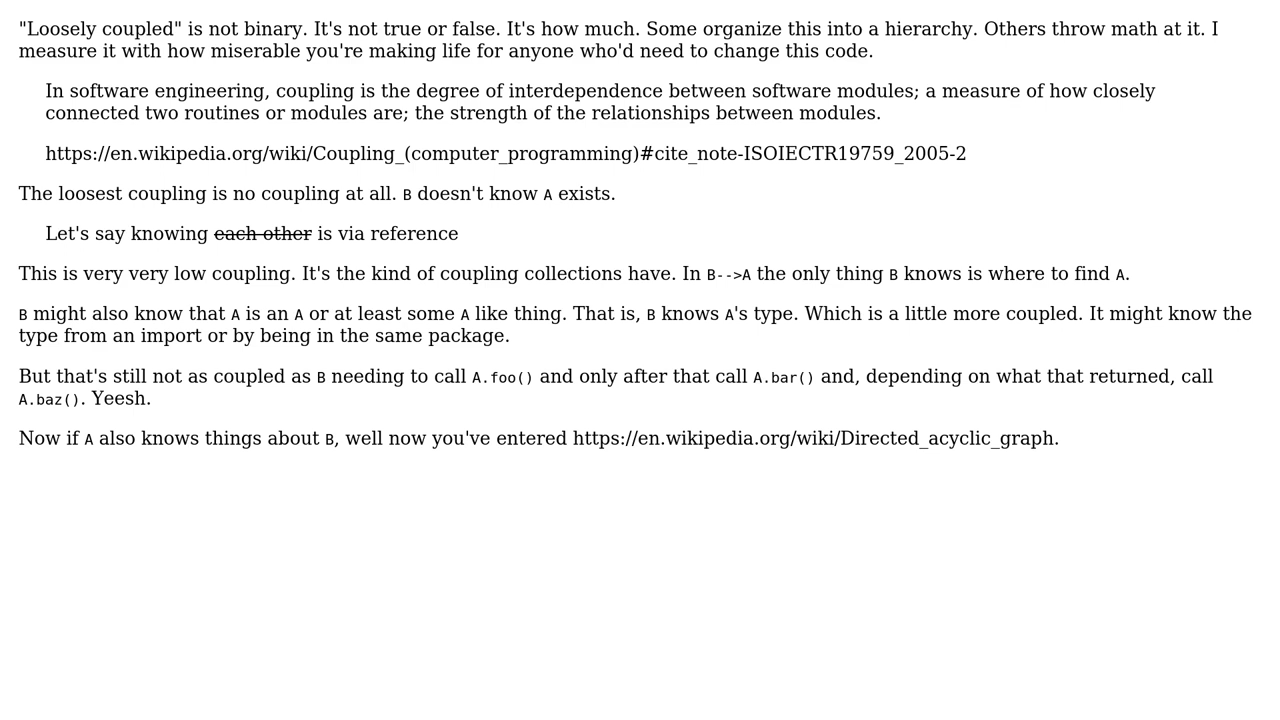 "Loosely coupled" is not binary. It's not true or false. It's how much. Some organize this into a hierarchy. Others throw math at it. I
measure it with how miserable you're making life for anyone who'd need to change this code.
In software engineering, coupling is the degree of interdependence between software modules; a measure of how closely
connected two routines or modules are; the strength of the relationships between modules.
https://en.wikipedia.org/wiki/Coupling_(computer_programming)#cite_note-ISOIECTR19759_2005-2
The loosest coupling is no coupling at all. B doesn't know A exists.
Let's say knowing each other is via reference
This is very very low coupling. It's the kind of coupling collections have. In B-->A the only thing B knows is where to find A.
B might also know that A is an A or at least some A like thing. That is, B knows A's type. Which is a little more coupled. It might know the
type from an import or by being in the same package.
But that's still not as coupled as B needing to call A.foo() and only after that call A.bar() and, depending on what that returned, call
A.baz(). Yeesh.
Now if A also knows things about B, well now you've entered https://en.wikipedia.org/wiki/Directed_acyclic_graph.